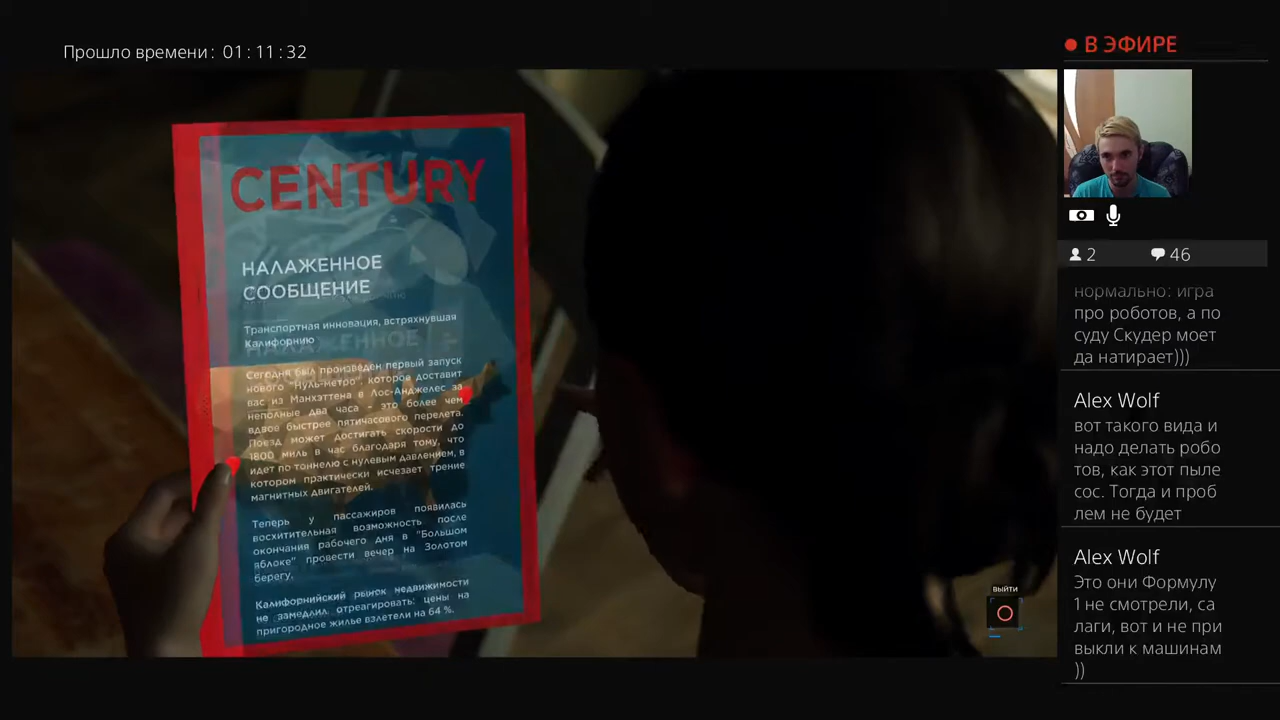 Прошло времени: 01:11:32
В ЭФИРЕ
CENTURY
НАЛАЖЕННОЕ
СООБЩЕНИЕ
Транспортная инновация, встряхнувшая
Калифорнию
НАЛАЖЕННОЕ
Сегодня был произведен первый запуск
нового "Нуль-метро", которое доставит
вас из Манхэттена в Лос-Анджелес за
неполные два часа - это более чем
вдвое быстрее пятичасового перелета.
Поезд может достигать скорости до
1800 миль в час благодаря тому, что
идет по тоннелю с нулевым давлением, в
котором практически исчезает трение
магнитных двигателей.
Теперь у пассажиров появилась
восхитительная возможность после
окончания рабочего дня в "Большом
яблоке" провести вечер на Золотом
берегу.
Калифорнийский рынок недвижимости
не замедлил отреагировать: цены на
пригородное жилье взлетели на 64 %.
ВЫЙТИ
2 46
нормально: игра
про роботов, а по
суду Скудер моет
да натирает)))
Alex Wolf
вот такого вида и
надо делать робо
тов, как этот пыле
сос. Тогда и проб
лем не будет
Alex Wolf
Это они Формулу
1 не смотрели, са
лаги, вот и не при
выкли к машинам
))